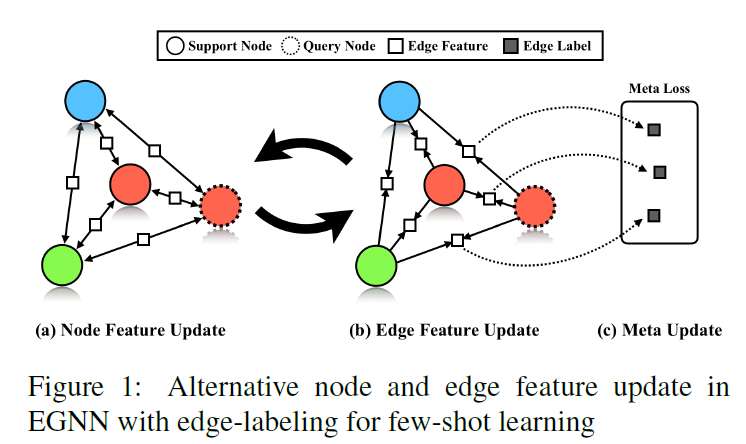 Support Node Query Node Edge Feature Edge Label
Meta Loss
(a) Node Feature Update (b) Edge Feature Update (c) Meta Update
Figure 1: Alternative node and edge feature update in
EGNN with edge-labeling for few-shot learning